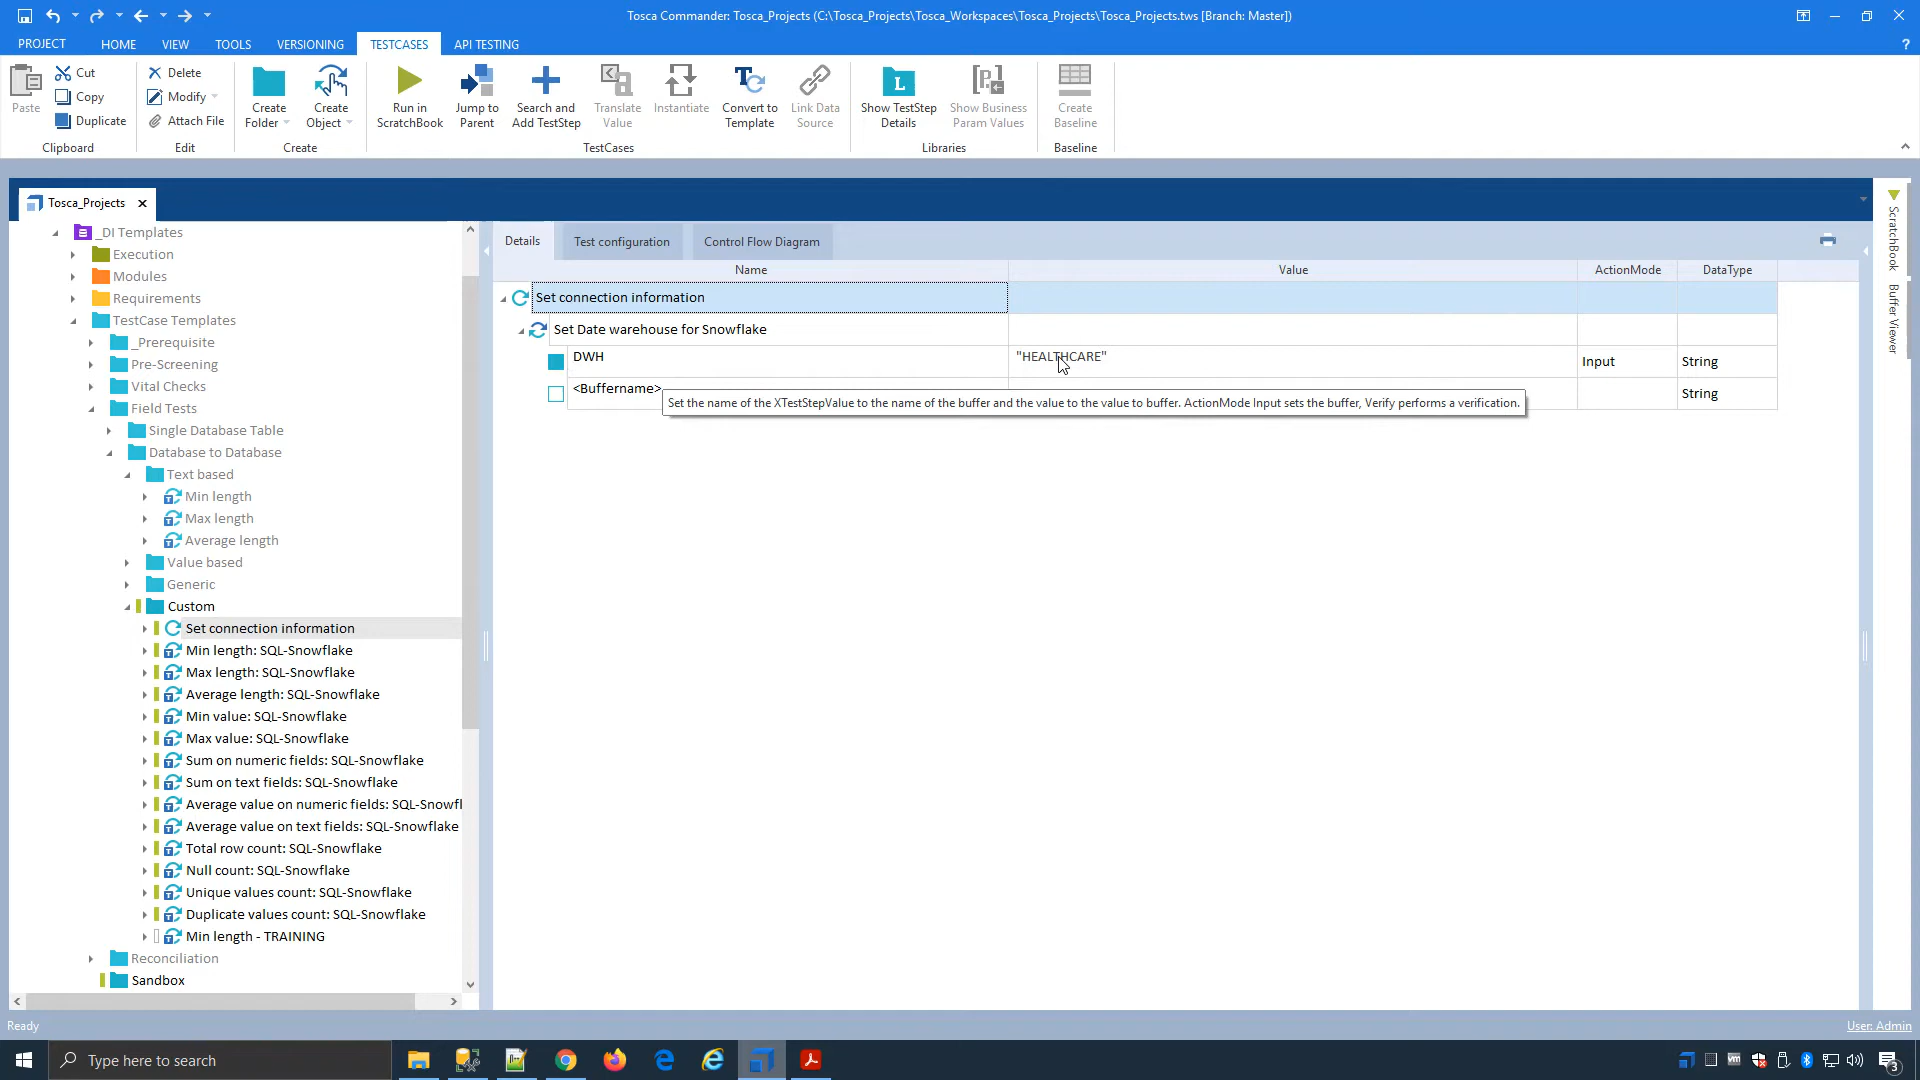 Tosca Commander: Tosca_Projects (C:\Tosca_Projects\Tosca_Workspaces\Tosca_Projects\Tosca_Projects.tws [Branch: Master])
PROJECT HOME VIEW TOOLS VERSIONING TESTCASES API TESTING
?
Paste
Cut
Copy
Duplicate
Clipboard
Delete
Modify
Attach File
Edit
Create
Folder
Create
Object
Create
Run in
ScratchBook
Jump to
Parent
Search and
Add TestStep
Translate
Value
Instantiate
Convert to
Template
Link Data
Source
TestCases
Show TestStep
Details
Show Business
Param Values
Libraries
Create
Baseline
Baseline
Tosca_Projects
_DI Templates
Execution
Modules
Requirements
TestCase Templates
_Prerequisite
Pre-Screening
Vital Checks
Field Tests
Single Database Table
Database to Database
Text based
Min length
Max length
Average length
Value based
Generic
Custom
Set connection information
Min length: SQL-Snowflake
Max length: SQL-Snowflake
Average length: SQL-Snowflake
Min value: SQL-Snowflake
Max value: SQL-Snowflake
Sum on numeric fields: SQL-Snowflake
Sum on text fields: SQL-Snowflake
Average value on numeric fields: SQL-Snowfl
Average value on text fields: SQL-Snowflake
Total row count: SQL-Snowflake
Null count: SQL-Snowflake
Unique values count: SQL-Snowflake
Duplicate values count: SQL-Snowflake
Min length - TRAINING
Reconciliation
Sandbox
Details Test configuration Control Flow Diagram
Name Value ActionMode DataType
Set connection information
Set Date warehouse for Snowflake
DWH "HEALTHCARE" Input String
<Buffername> String
Set the name of the XTestStepValue to the name of the buffer and the value to the value to buffer. ActionMode Input sets the buffer, Verify performs a verification.
ScratchBook
Buffer Viewer
Ready
User: Admin
Type here to search
3